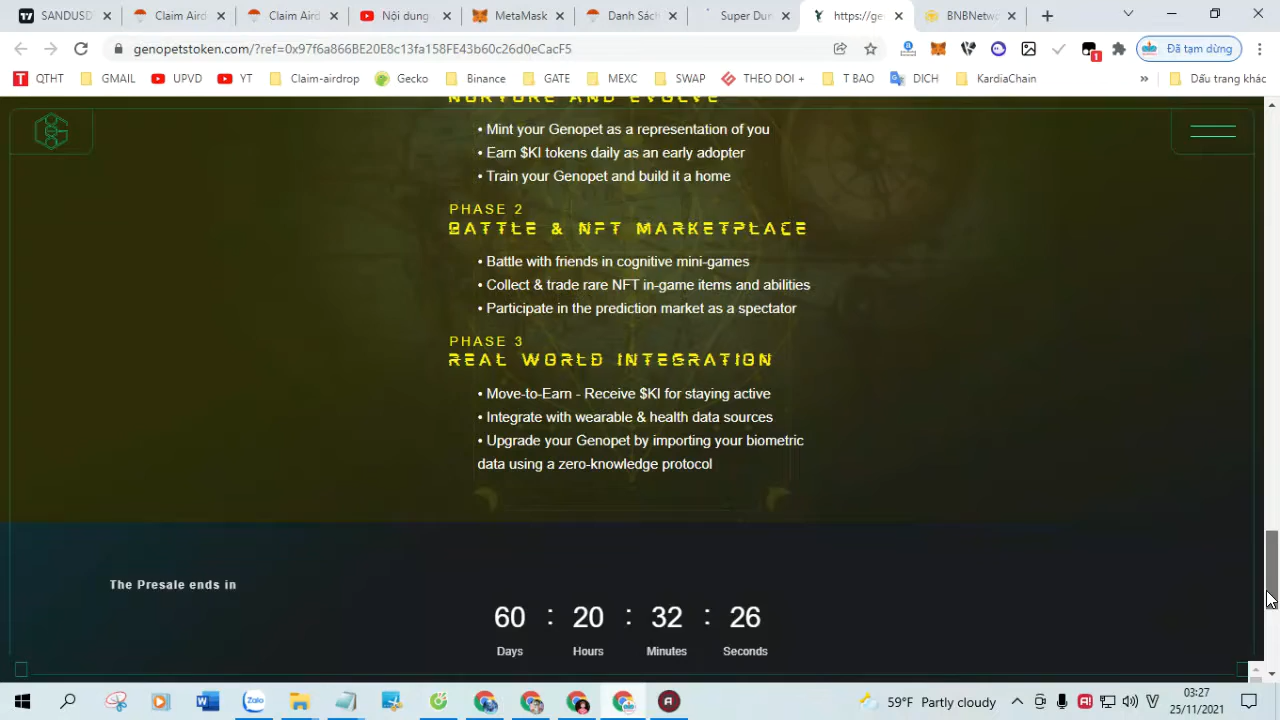 SANDUSD
Claim Aird
Claim Aird
Nội dung
MetaMask
Danh Sách
Super Dun
https://ge
BNBNetwo
genopetstoken.com/?ref=0x97f6a866BE20E8c13fa158FE43b60c26d0eCacF5
1
Đã tạm dừng
QTHT
GMAIL
UPVD
YT
Claim-airdrop
Gecko
Binance
GATE
MEXC
SWAP
THEO DOI +
T BAO
DICH
KardiaChain
»
Dấu trang khác
NURTURE AND EVOLVE
• Mint your Genopet as a representation of you
• Earn $KI tokens daily as an early adopter
• Train your Genopet and build it a home
PHASE 2
BATTLE & NFT MARKETPLACE
• Battle with friends in cognitive mini-games
• Collect & trade rare NFT in-game items and abilities
• Participate in the prediction market as a spectator
PHASE 3
REAL WORLD INTEGRATION
• Move-to-Earn - Receive $KI for staying active
• Integrate with wearable & health data sources
• Upgrade your Genopet by importing your biometric
data using a zero-knowledge protocol
The Presale ends in
60 : 20 : 32 : 26
Days Hours Minutes Seconds
Zalo
59°F Partly cloudy
03:27
25/11/2021